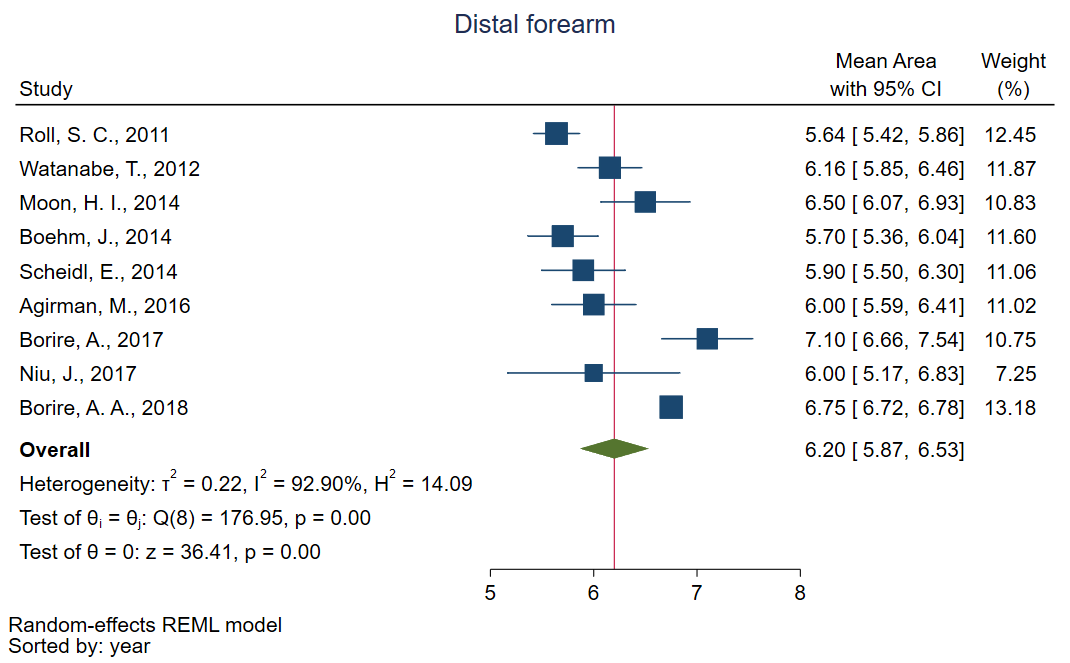 Distal forearm
Mean Area Weight
Study with 95% CI (%)
Roll, S. C., 2011 5.64 [ 5.42, 5.86] 12.45
Watanabe, T., 2012 6.16 [ 5.85, 6.46] 11.87
Moon, H. I., 2014 6.50 [ 6.07, 6.93] 10.83
Boehm, J., 2014 5.70 [ 5.36, 6.04] 11.60
Scheidl, E., 2014 5.90 [ 5.50, 6.30] 11.06
Agirman, M., 2016 6.00 [ 5.59, 6.41] 11.02
Borire, A., 2017 7.10 [ 6.66, 7.54] 10.75
Niu, J., 2017 6.00 [ 5.17, 6.83] 7.25
Borire, A. A., 2018 6.75 [ 6.72, 6.78] 13.18
Overall 6.20 [ 5.87, 6.53]
Heterogeneity: τ² = 0.22, I² = 92.90%, H² = 14.09
Test of θᵢ = θⱼ: Q(8) = 176.95, p = 0.00
Test of θ = 0: z = 36.41, p = 0.00
5 6 7 8
Random-effects REML model
Sorted by: year